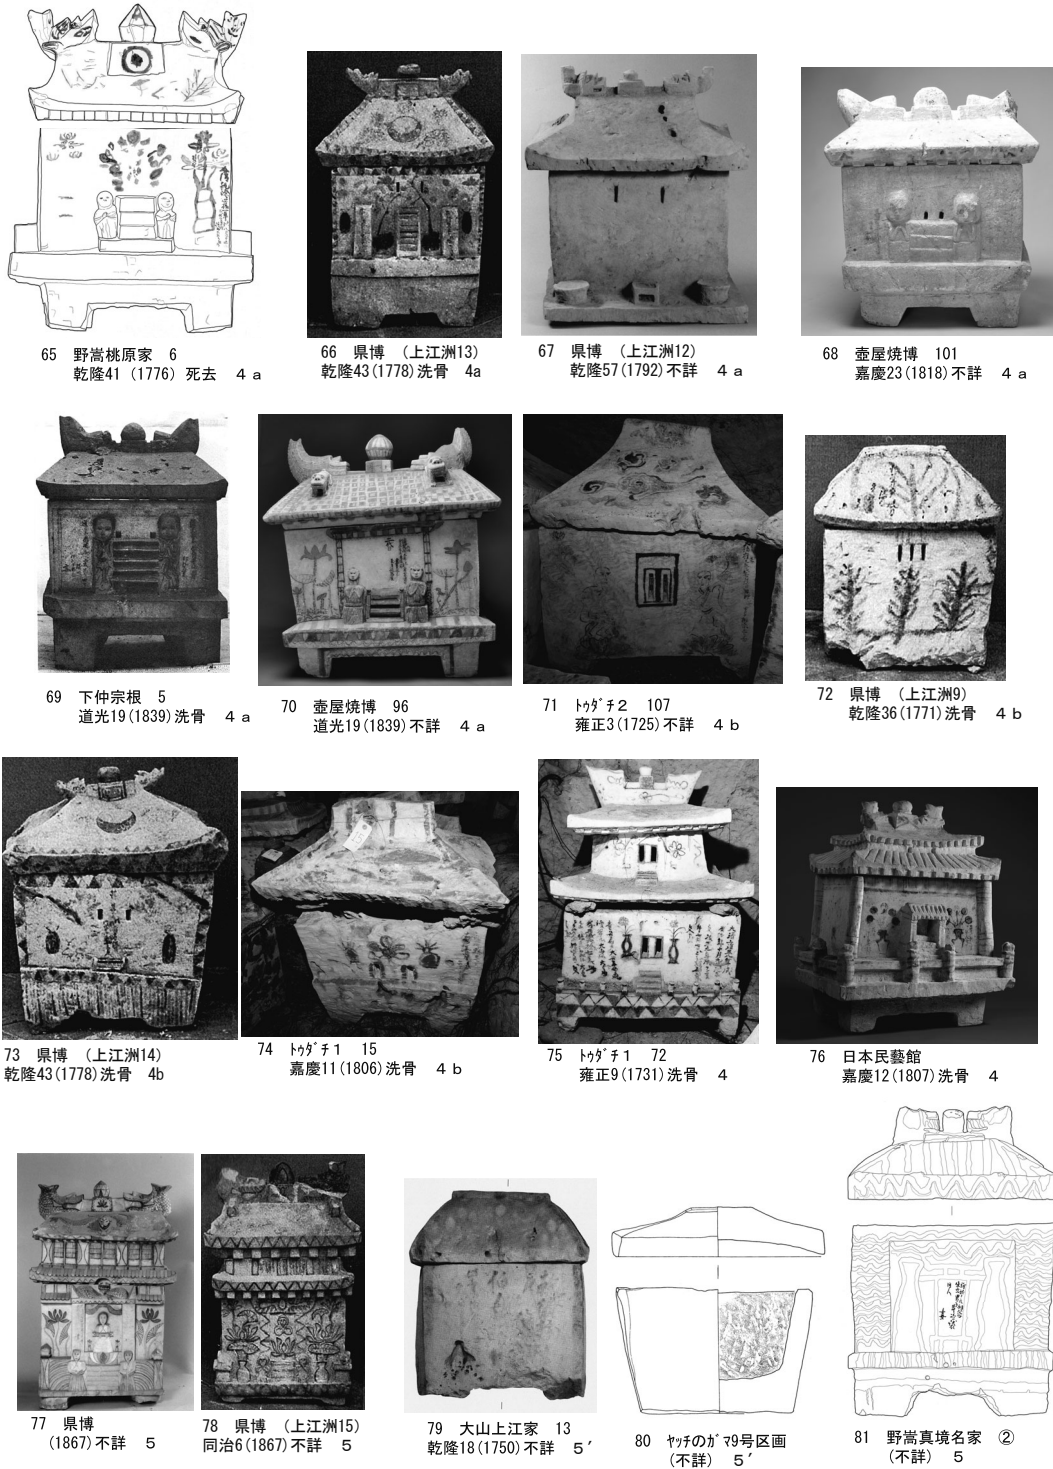 65　野嵩桃原家　6
乾隆41（1776）死去　４ａ
66　県博　（上江洲13）
乾隆43(1778)洗骨　4a
67　県博（上江洲12）
乾隆57(1792)不詳　４ａ
68　壺屋焼博　101
嘉慶23(1818)不詳　４ａ
69　下仲宗根　5
道光19(1839)洗骨　４ａ
70　壺屋焼博　96
道光19(1839)不詳　４ａ
71　ﾄｩﾀﾞﾁ２　107
雍正3(1725)不詳　４ｂ
72　県博　（上江洲9）
乾隆36(1771)洗骨　４ｂ
73　県博　（上江洲14）
乾隆43(1778)洗骨　4b
74　ﾄｩﾀﾞﾁ１　15
嘉慶11(1806)洗骨　４ｂ
75　ﾄｩﾀﾞﾁ１　72
雍正9(1731)洗骨　４
76　日本民藝館
嘉慶12(1807)洗骨　４
77　県博
(1867)不詳　５
78　県博　（上江洲15）
同治6(1867)不詳　５
79　大山上江家　13
乾隆18(1750)不詳　５′
80　ﾔｯﾁのｶﾞﾏ9号区画
(不詳)　５′
81　野嵩真境名家　②
(不詳)　５